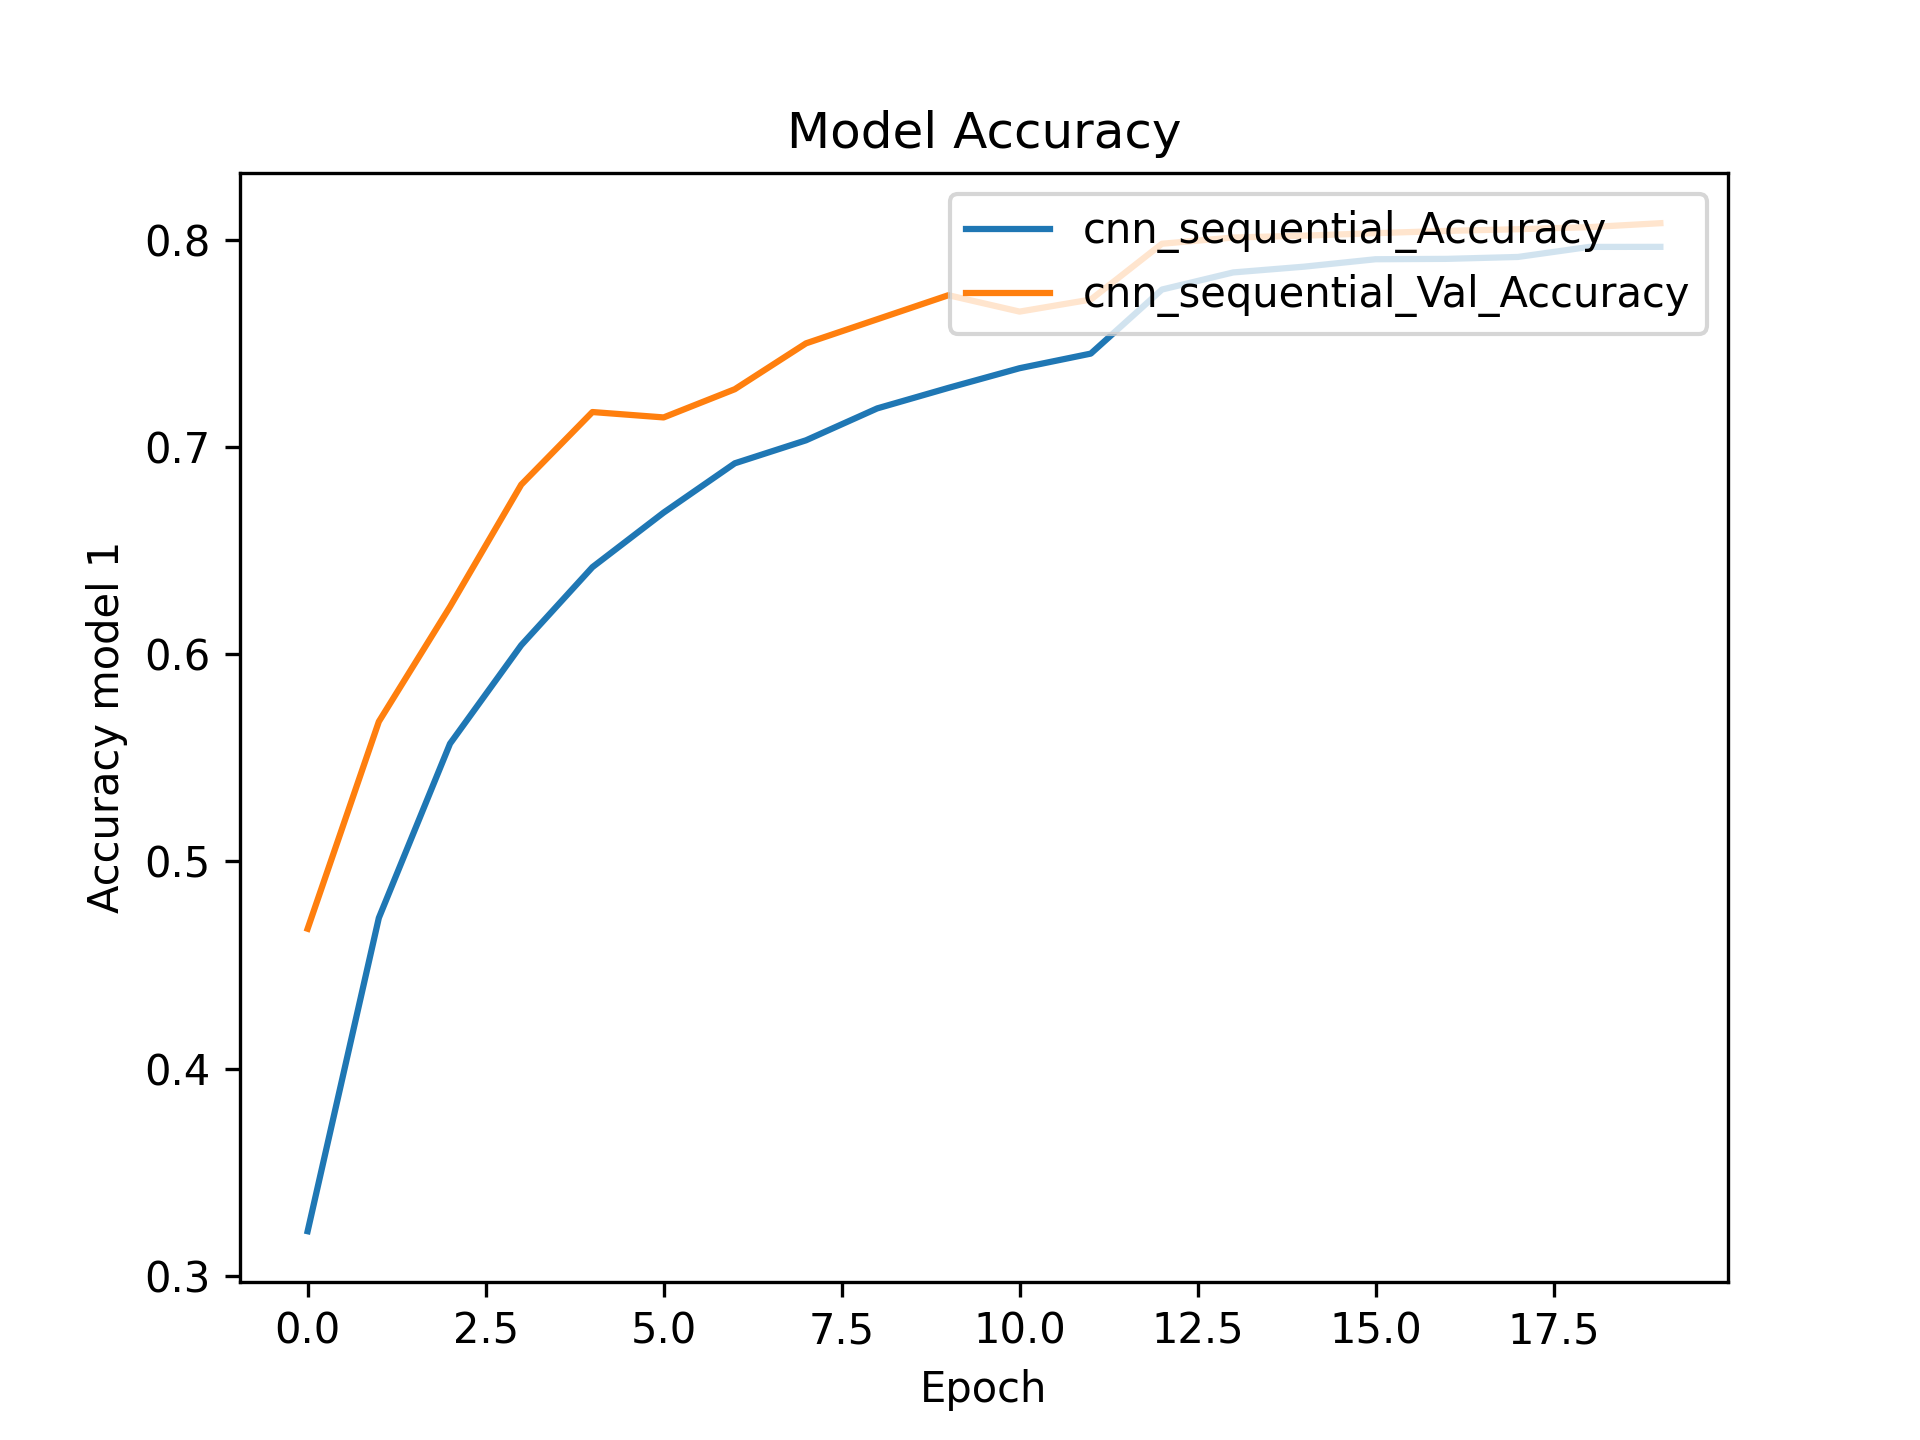 Model Accuracy
cnn_sequential_Accuracy
cnn_sequential_Val_Accuracy
Accuracy model 1
0.8
0.7
0.6
0.5
0.4
0.3
0.0 2.5 5.0 7.5 10.0 12.5 15.0 17.5
Epoch